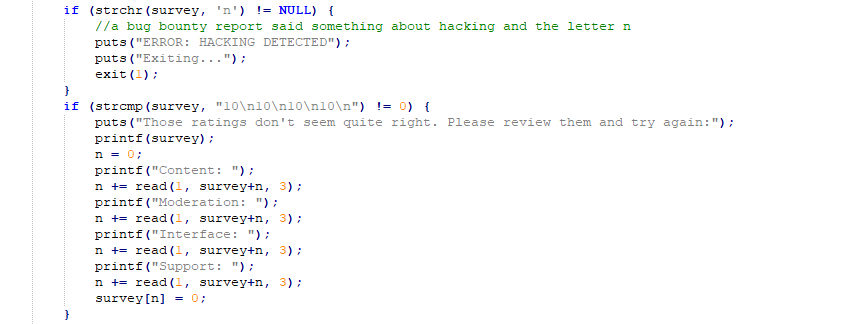 if (strchr(survey, 'n') != NULL) {
//a bug bounty report said something about hacking and the letter n
puts("ERROR: HACKING DETECTED");
puts("Exiting...");
exit(1);
}
if (strcmp(survey, "10\n10\n10\n10\n") != 0) {
puts("Those ratings don't seem quite right. Please review them and try again:");
printf(survey);
n = 0;
printf("Content: ");
n += read(1, survey+n, 3);
printf("Moderation: ");
n += read(1, survey+n, 3);
printf("Interface: ");
n += read(1, survey+n, 3);
printf("Support: ");
n += read(1, survey+n, 3);
survey[n] = 0;
}